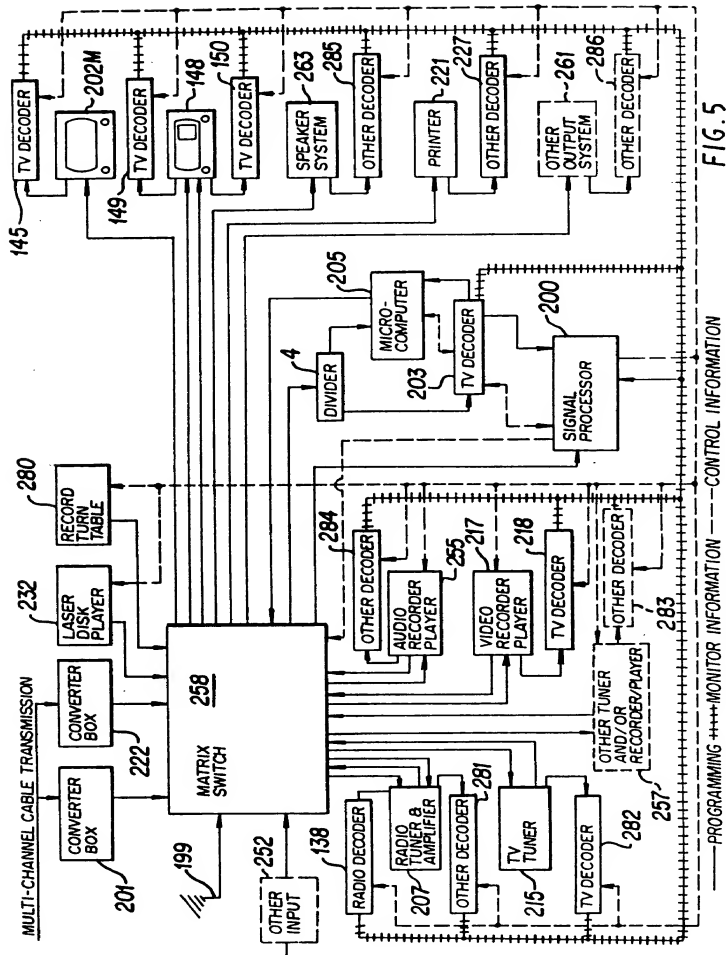 MULTI-CHANNEL CABLE TRANSMISSION
CONVERTER
BOX
201
CONVERTER
BOX
222
232
LASER
DISK
PLAYER
280
RECORD
TURN
TABLE
199
OTHER
INPUT
252
258
MATRIX
SWITCH
145
TV DECODER
202M
149
TV DECODER
148
TV DECODER
150
SPEAKER
SYSTEM
263
OTHER DECODER
285
PRINTER
221
OTHER DECODER
227
OTHER
OUTPUT
SYSTEM
261
OTHER DECODER
286
4
DIVIDER
MICRO-
COMPUTER
205
TV DECODER
203
SIGNAL
PROCESSOR
200
138
RADIO DECODER
RADIO
TUNER &
AMPLIFIER
207
OTHER DECODER
281
TV
TUNER
215
TV DECODER
282
284
OTHER DECODER
AUDIO
RECORDER
PLAYER
255
217
VIDEO
RECORDER
PLAYER
218
TV DECODER
OTHER DECODER
283
OTHER TUNER
AND/OR
RECORDER/PLAYER
257
PROGRAMMING
MONITOR INFORMATION
CONTROL INFORMATION
FIG. 5